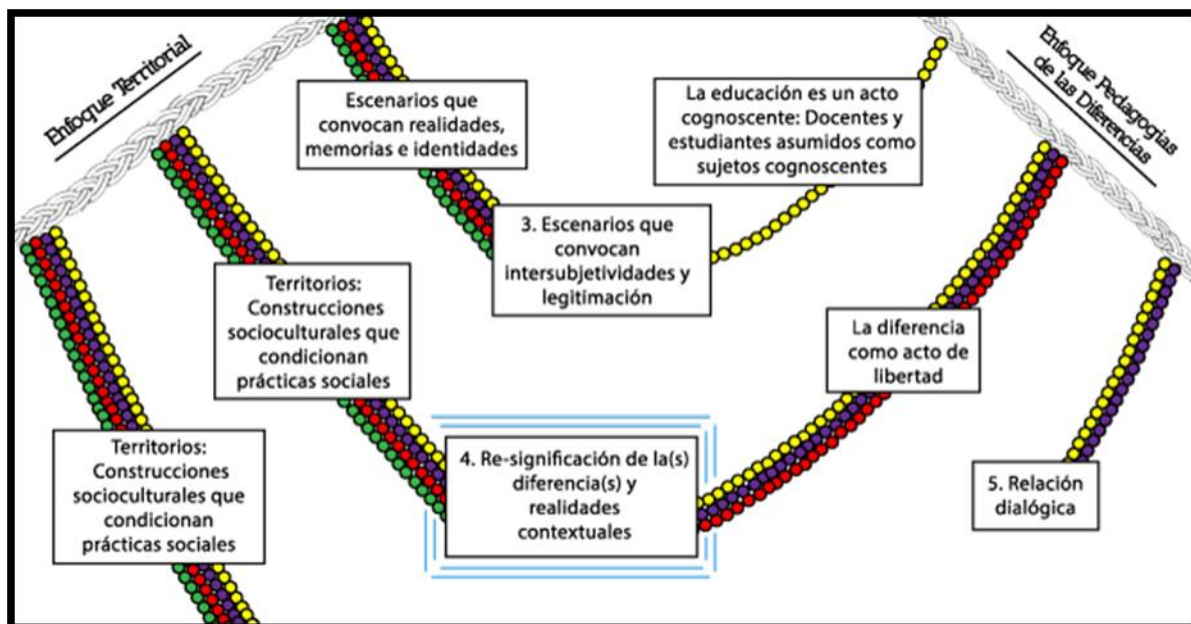 Enfoque Territorial
Enfoque Pedagogias
de las Diferencias
Escenarios que
convocan realidades,
memorias e identidades
La educación es un acto
cognoscente: Docentes y
estudiantes asumidos como
sujetos cognoscentes
3. Escenarios que
convocan
intersubjetividades y
legitimación
Territorios:
Construcciones
socioculturales que
condicionan
prácticas sociales
La diferencia
como acto de
libertad
Territorios:
Construcciones
socioculturales que
condicionan
prácticas sociales
4. Re-significación de la(s)
diferencia(s) y
realidades
contextuales
5. Relación
dialógica